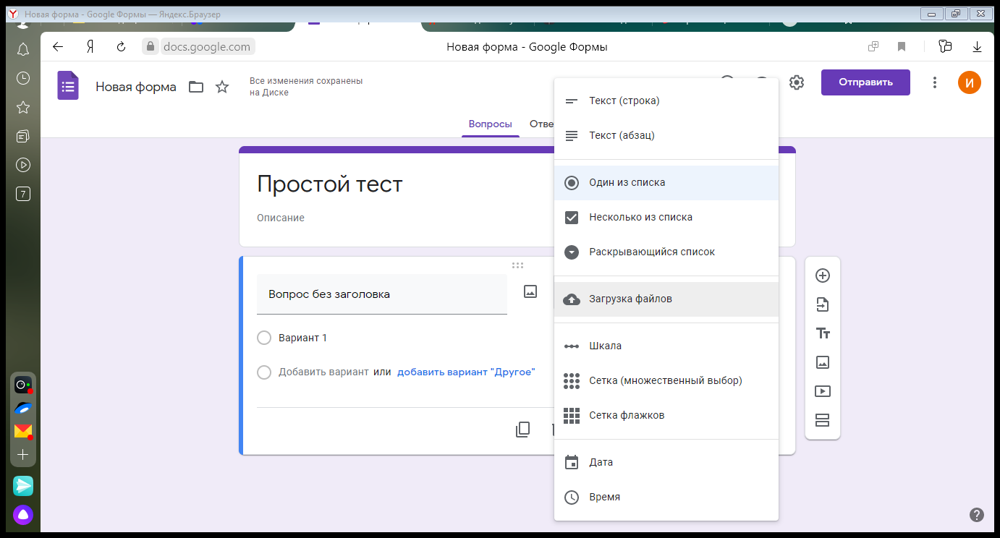 Новая форма - Google Формы — Яндекс.Браузер
docs.google.com
Новая форма - Google Формы
Новая форма
Все изменения сохранены
на Диске
Отправить
И
Вопросы
Отве
Простой тест
Описание
Вопрос без заголовка
Вариант 1
Добавить вариант или добавить вариант "Другое"
Текст (строка)
Текст (абзац)
Один из списка
Несколько из списка
Раскрывающийся список
Загрузка файлов
Шкала
Сетка (множественный выбор)
Сетка флажков
Дата
Время
7
Тт